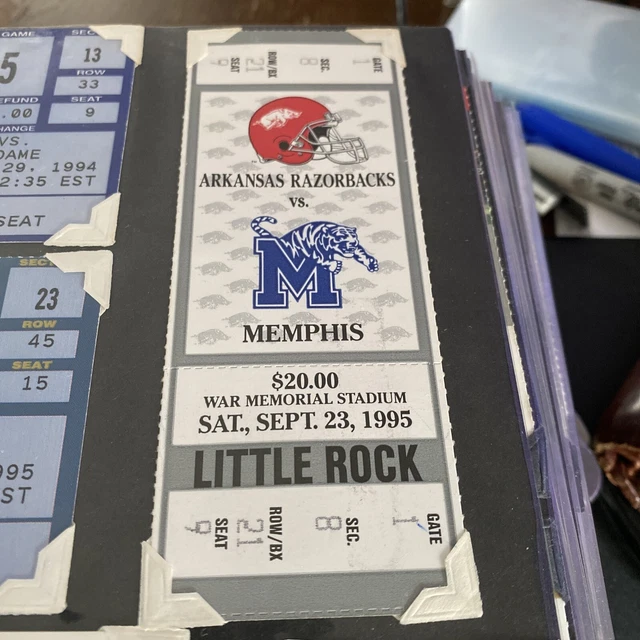 GAME
SEC
5
13
ROW
33
EFUND
SEAT
.00
9
CHANGE
VS.
DAME
29, 1994
2:35 EST
SEAT
SEC
23
ROW
45
SEAT
15
995
ST
GATE
1
SEC.
8
ROW/BX
21
SEAT
9
ARKANSAS RAZORBACKS
vs.
M
MEMPHIS
$20.00
WAR MEMORIAL STADIUM
SAT., SEPT. 23, 1995
LITTLE ROCK
GATE
1
SEC.
8
ROW/BX
21
SEAT
9